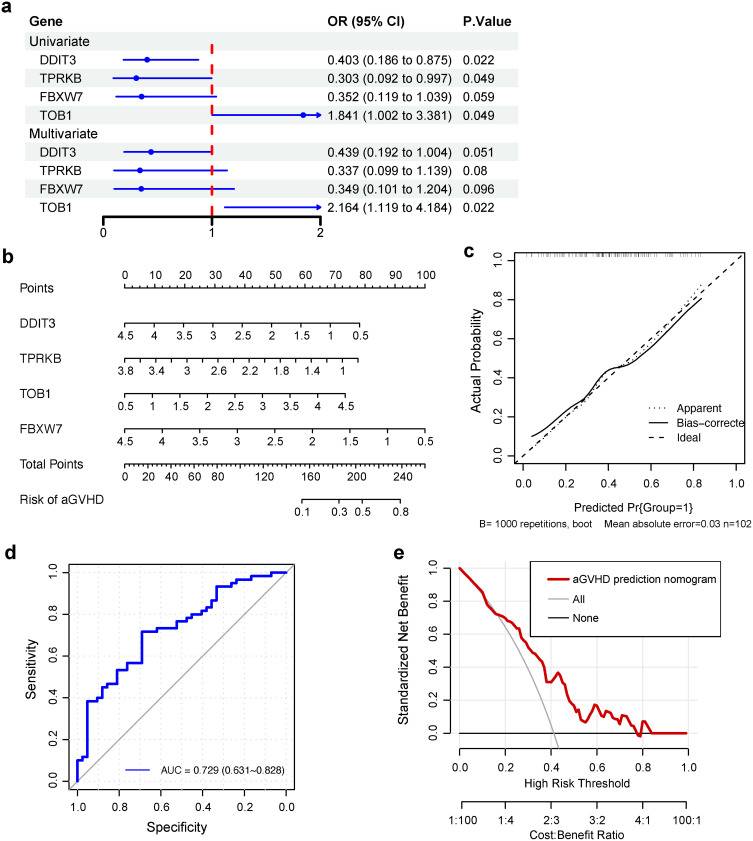 a
Gene OR (95% CI) P.Value
Univariate
DDIT3 0.403 (0.186 to 0.875) 0.022
TPRKB 0.303 (0.092 to 0.997) 0.049
FBXW7 0.352 (0.119 to 1.039) 0.059
TOB1 1.841 (1.002 to 3.381) 0.049
Multivariate
DDIT3 0.439 (0.192 to 1.004) 0.051
TPRKB 0.337 (0.099 to 1.139) 0.08
FBXW7 0.349 (0.101 to 1.204) 0.096
TOB1 2.164 (1.119 to 4.184) 0.022
0 1 2
b
0 10 20 30 40 50 60 70 80 90 100
Points
DDIT3
4.5 4 3.5 3 2.5 2 1.5 1 0.5
TPRKB
3.8 3.4 3 2.6 2.2 1.8 1.4 1
TOB1
0.5 1 1.5 2 2.5 3 3.5 4 4.5
FBXW7
4.5 4 3.5 3 2.5 2 1.5 1 0.5
Total Points
0 20 40 60 80 120 160 200 240
Risk of aGVHD
0.1 0.3 0.5 0.8
c
Actual Probability
1.0
0.8
0.6
0.4
0.2
0.0
Apparent
Bias-correcte
Ideal
0.0 0.2 0.4 0.6 0.8 1.0
Predicted Pr{Group=1}
B= 1000 repetitions, boot Mean absolute error=0.03 n=102
d
Sensitivity
1.0
0.8
0.6
0.4
0.2
0.0
AUC = 0.729 (0.631~0.828)
1.0 0.8 0.6 0.4 0.2 0.0
Specificity
e
Standardized Net Benefit
1.0
0.8
0.6
0.4
0.2
0.0
aGVHD prediction nomogram
All
None
0.0 0.2 0.4 0.6 0.8 1.0
High Risk Threshold
1:100 1:4 2:3 3:2 4:1 100:1
Cost:Benefit Ratio